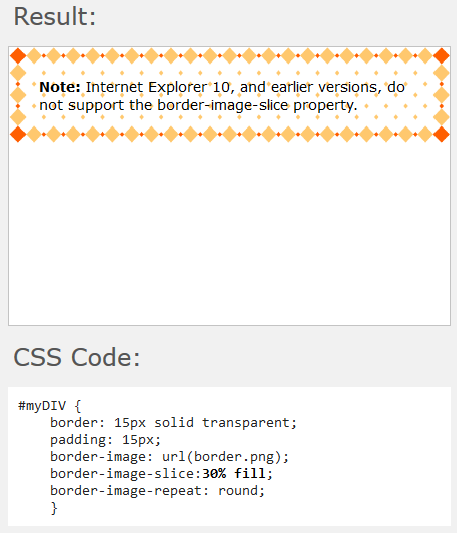 Result:
Note: Internet Explorer 10, and earlier versions, do
not support the border-image-slice property.
CSS Code:
#myDIV {
    border: 15px solid transparent;
    padding: 15px;
    border-image: url(border.png);
    border-image-slice:30% fill;
    border-image-repeat: round;
    }